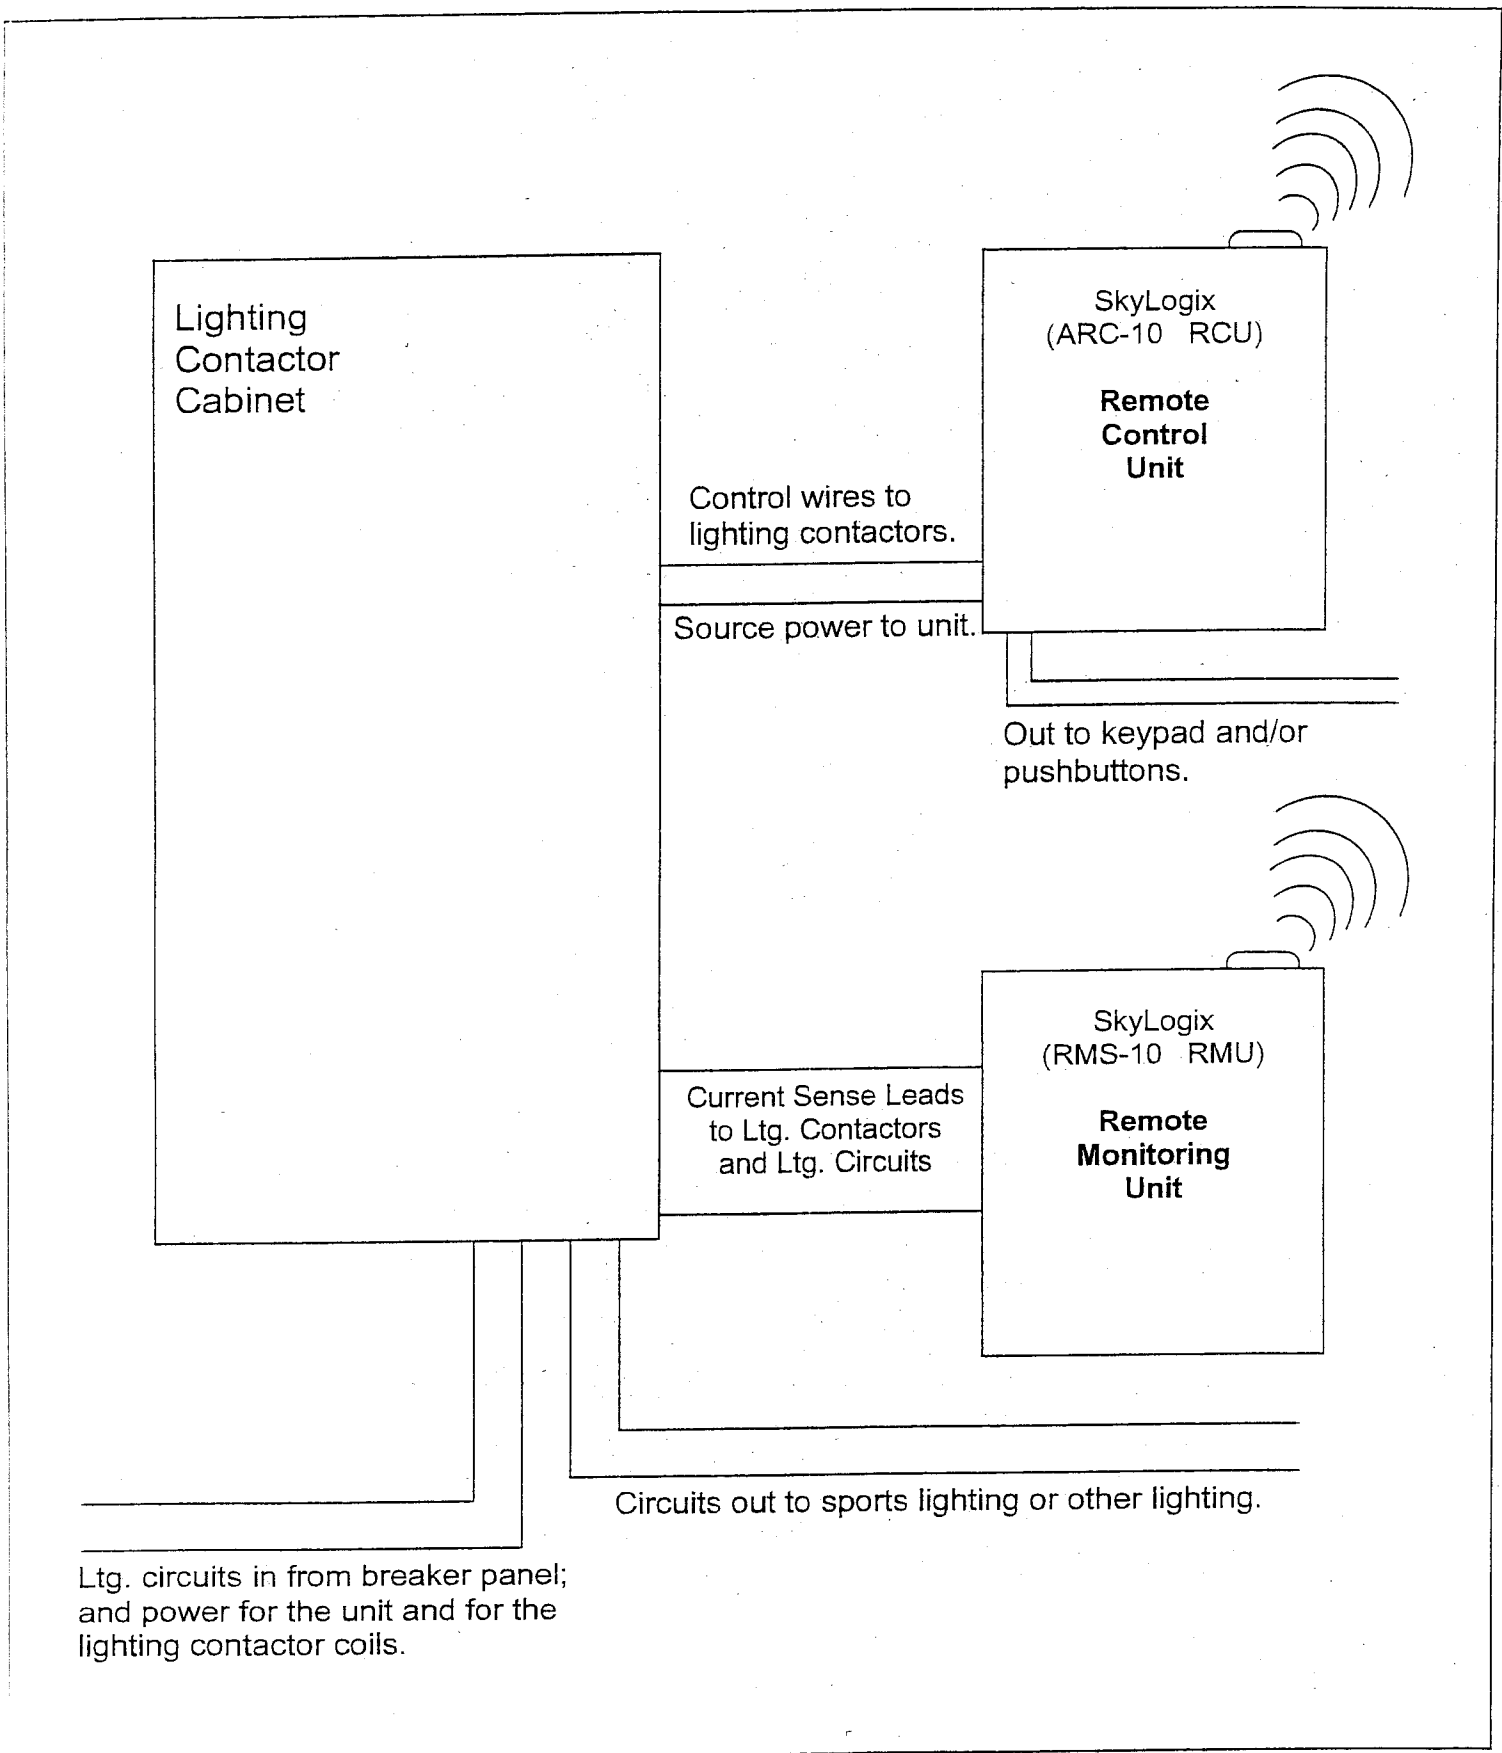 Lighting
Contactor
Cabinet
SkyLogix
(ARC-10 RCU)
Remote
Control
Unit
Control wires to
lighting contactors.
Source power to unit.
Out to keypad and/or
pushbuttons.
SkyLogix
(RMS-10 RMU)
Remote
Monitoring
Unit
Current Sense Leads
to Ltg. Contactors
and Ltg. Circuits
Circuits out to sports lighting or other lighting.
Ltg. circuits in from breaker panel;
and power for the unit and for the
lighting contactor coils.